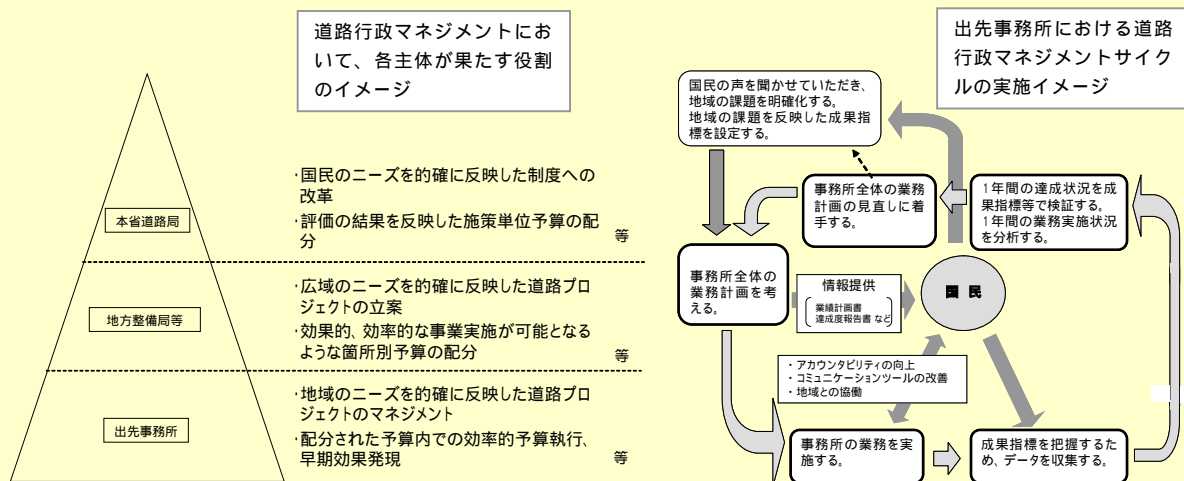 道路行政マネジメントにお
いて、各主体が果たす役割
のイメージ
本省道路局
・国民のニーズを的確に反映した制度への
改革
・評価の結果を反映した施策単位予算の配
分
等
地方整備局等
・広域のニーズを的確に反映した道路プロ
ジェクトの立案
・効果的、効率的な事業実施が可能となる
ような箇所別予算の配分
等
出先事務所
・地域のニーズを的確に反映した道路プロ
ジェクトのマネジメント
・配分された予算内での効率的予算執行、
早期効果発現
等
出先事務所における道路
行政マネジメントサイク
ルの実施イメージ
国民の声を聞かせていただき、
地域の課題を明確化する。
地域の課題を反映した成果指
標を設定する。
事務所全体の業務
計画の見直しに着
手する。
1年間の達成状況を成
果指標等で検証する。
1年間の業務実施状況
を分析する。
事務所全体の
業務計画を考
える。
情報提供
業績計画書
達成度報告書 など
国 民
・アカウンタビリティの向上
・コミュニケーションツールの改善
・地域との協働
事務所の業務を実
施する。
成果指標を把握するた
め、データを収集する。